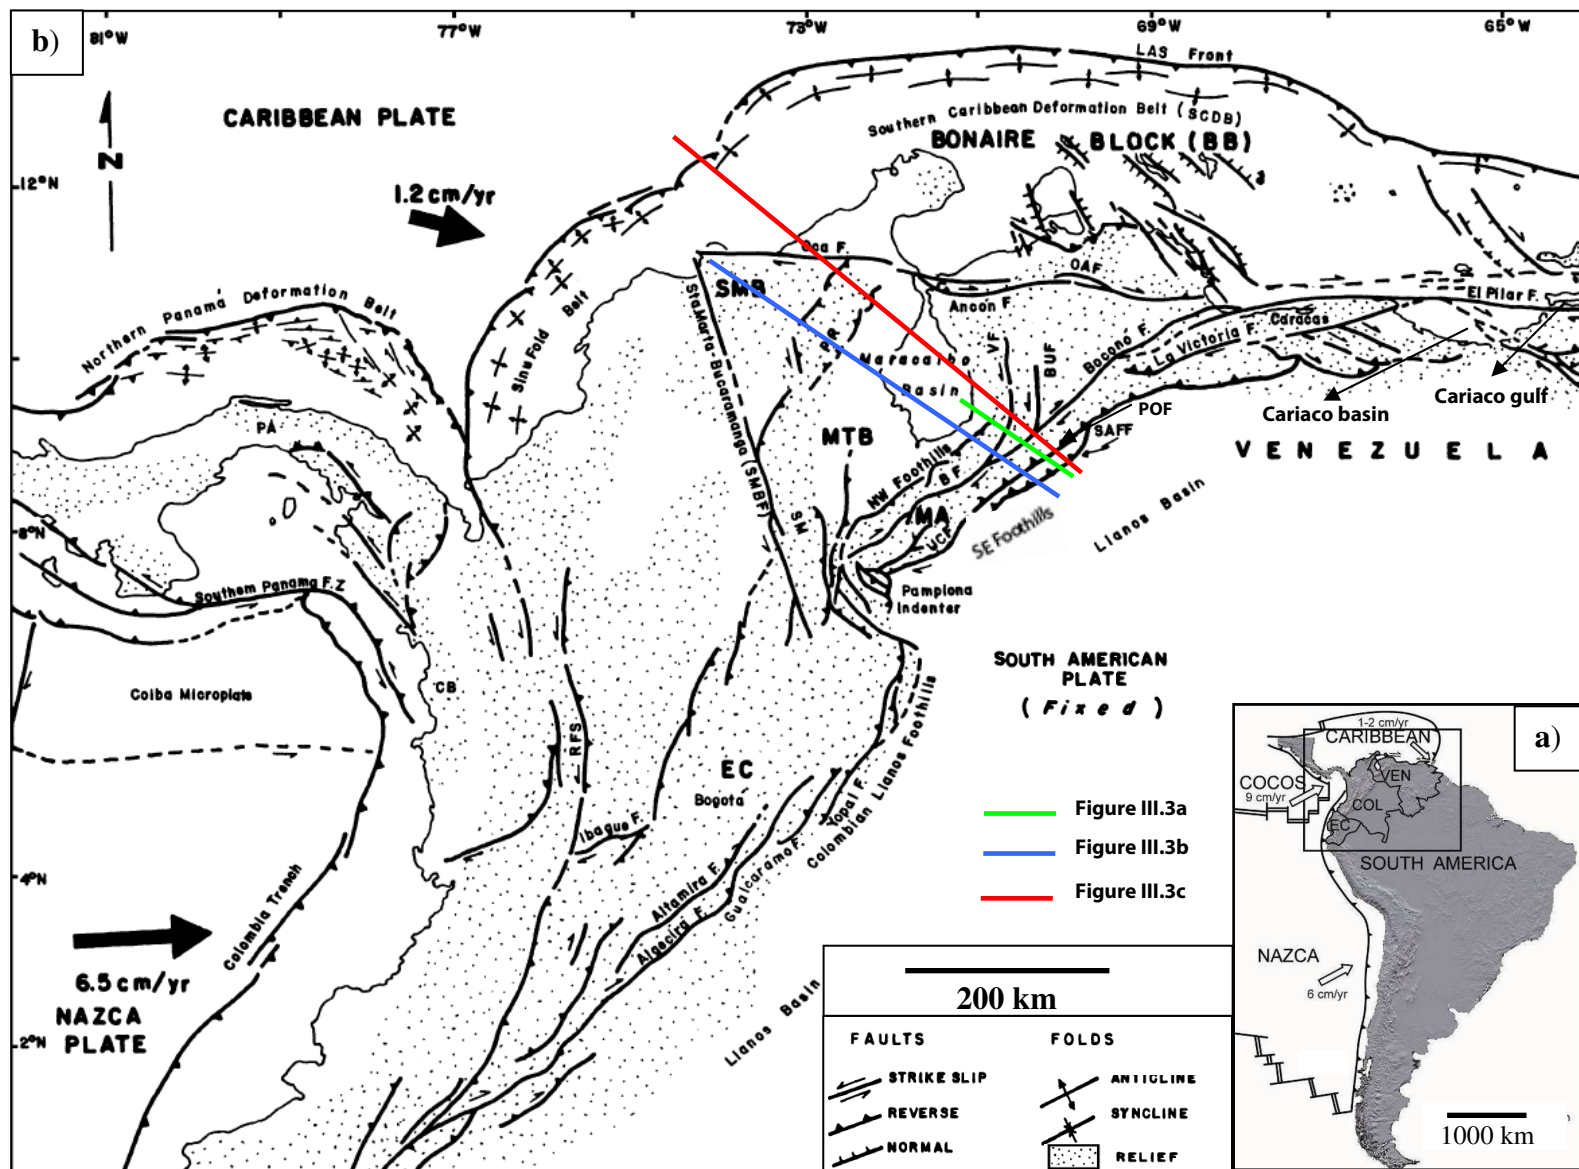 b)
81°W
77°W
73°W
69°W
65°W
LAS Front
Southern Caribbean Deformation Belt (SCDB)
CARIBBEAN PLATE
BONAIRE BLOCK (BB)
N
12°N
1.2 cm/yr
Oca F.
OAF
SMB
Ancon F.
El Pilar F.
Northern Panamá Deformation Belt
Sinu Fold Belt
Sta. Marta-Bucaramanga (SMBF)
PR
Maracaibo
Basin
VF
BUF
Bocono F.
La Victoria F.
Caracas
Cariaco gulf
POF
Cariaco basin
PA
MTB
SAFF
VENEZUELA
NW Foothills
BF
8°N
SM
MA
UCF
SE Foothills
Llanos Basin
Southern Panama F.Z
Pamplona
Indenter
SOUTH AMERICAN
PLATE
(Fixed)
Coiba Microplate
CB
RFS
EC
Bogota
Yopal F.
Colombian Llanos Foothills
Ibague F.
Guaicaramo F.
Altamira F.
Algecira F.
4°N
Colombia Trench
6.5 cm/yr
NAZCA
PLATE
2°N
Llanos Basin
Figure III.3a
Figure III.3b
Figure III.3c
200 km
FAULTS
FOLDS
STRIKE SLIP
ANTICLINE
REVERSE
SYNCLINE
NORMAL
RELIEF
a)
1-2 cm/yr
CARIBBEAN
COCOS
9 cm/yr
VEN
COL
EC
SOUTH AMERICA
NAZCA
6 cm/yr
1000 km